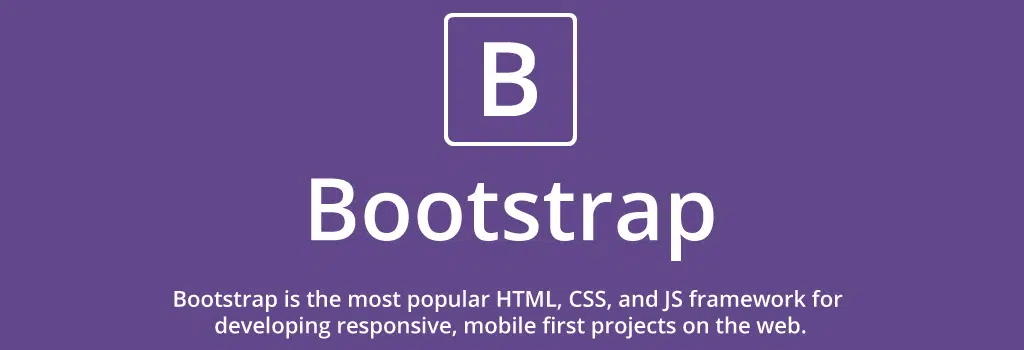 B
Bootstrap
Bootstrap is the most popular HTML, CSS, and JS framework for
developing responsive, mobile first projects on the web.